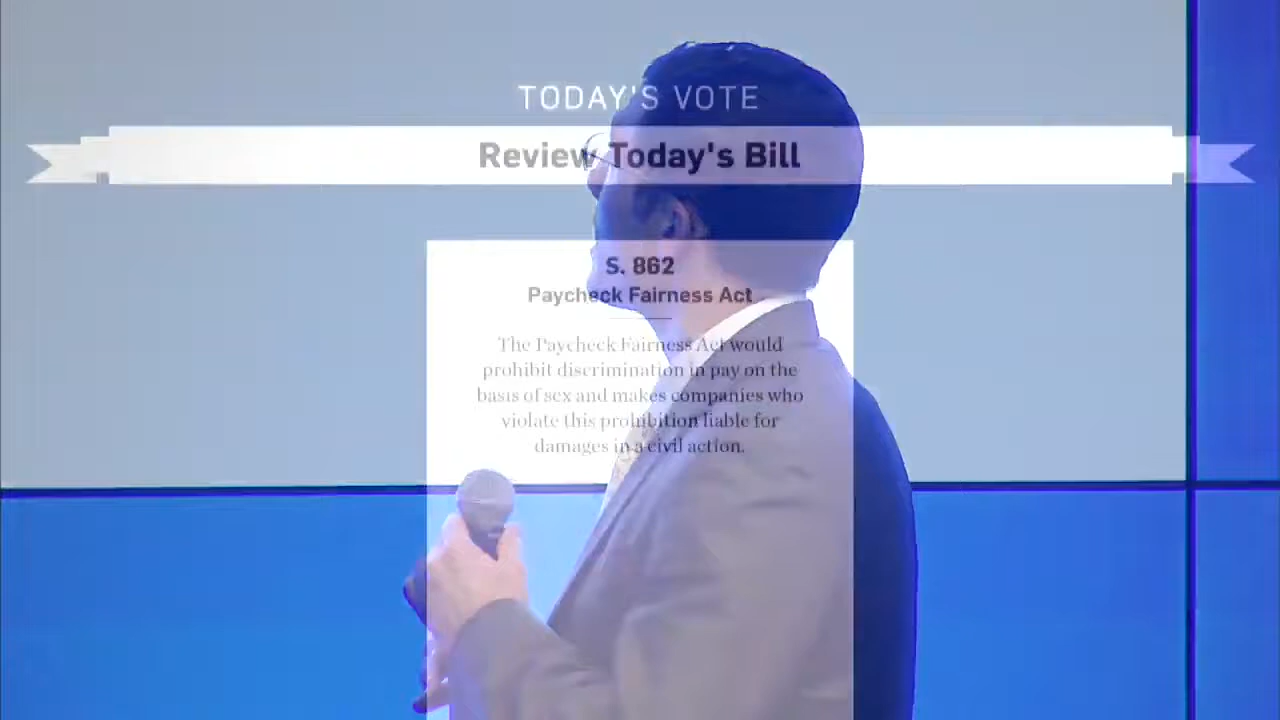 TODAY'S VOTE
Review Today's Bill
S. 862
Paycheck Fairness Act
The Paycheck Fairness Act would
prohibit discrimination in pay on the
basis of sex and makes companies who
violate this prohibition liable for
damages in a civil action.